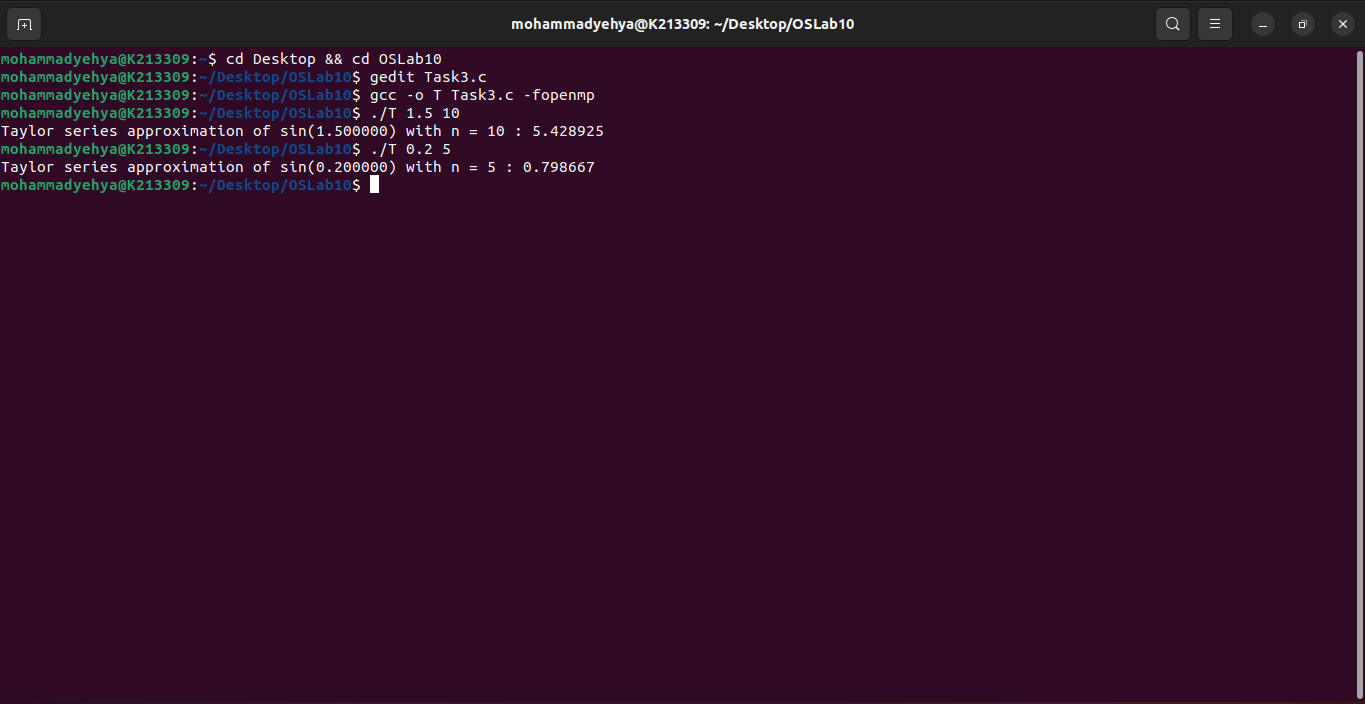 mohammadyehya@K213309: ~/Desktop/OSLab10
mohammadyehya@K213309:~$ cd Desktop && cd OSLab10
mohammadyehya@K213309:~/Desktop/OSLab10$ gedit Task3.c
mohammadyehya@K213309:~/Desktop/OSLab10$ gcc -o T Task3.c -fopenmp
mohammadyehya@K213309:~/Desktop/OSLab10$ ./T 1.5 10
Taylor series approximation of sin(1.500000) with n = 10 : 5.428925
mohammadyehya@K213309:~/Desktop/OSLab10$ ./T 0.2 5
Taylor series approximation of sin(0.200000) with n = 5 : 0.798667
mohammadyehya@K213309:~/Desktop/OSLab10$